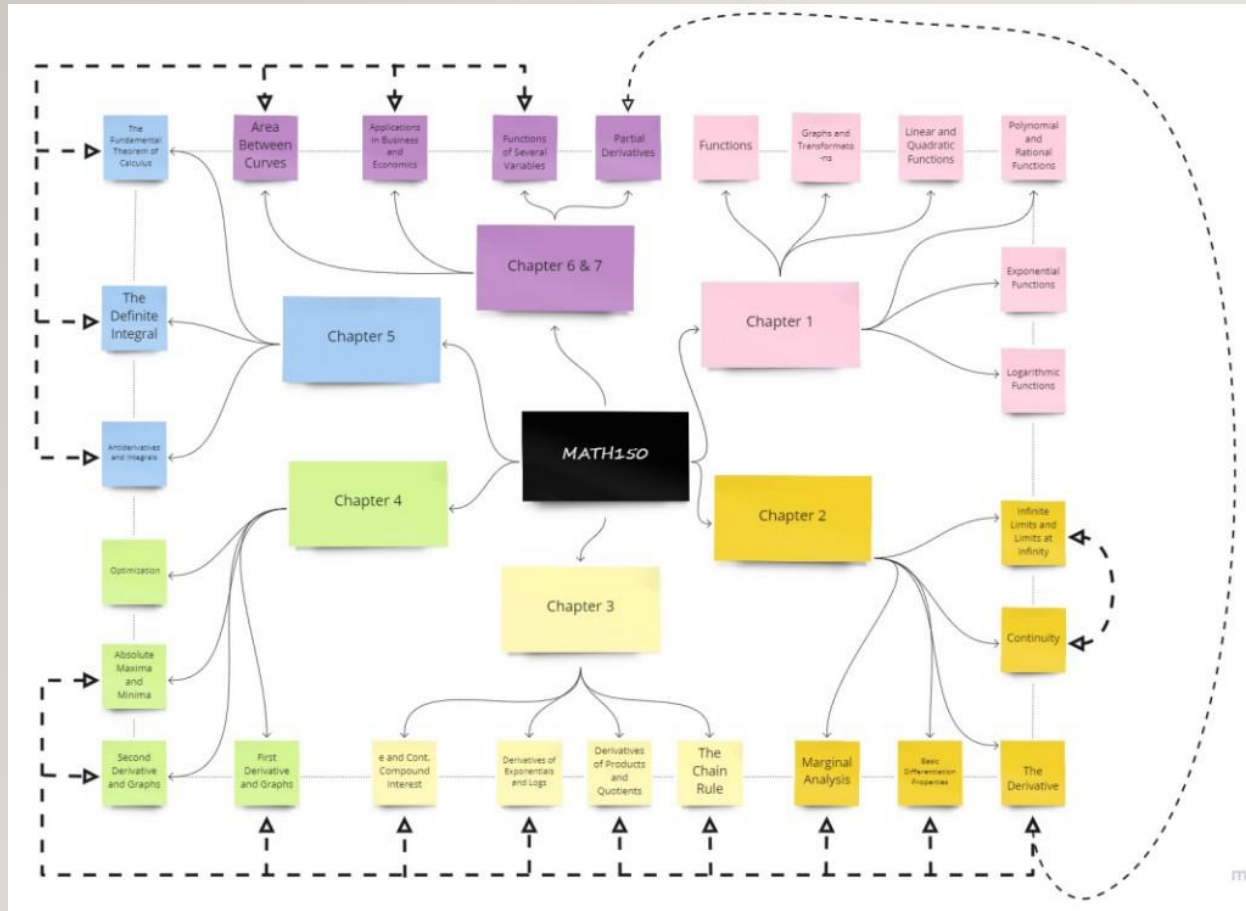 The
Fundamental
Theorem of
Calculus
Area
Between
Curves
Applications
in Business
and
Economics
Functions
of Several
Variables
Partial
Derivatives
Functions
Graphs and
Transformato
-ns
Linear and
Quadratic
Functions
Polynomial
and
Rational
Functions
Chapter 6 & 7
Exponential
Functions
The
Definite
Integral
Chapter 5
Chapter 1
Logarithmic
Functions
Antiderivatives
and Integrals
MATH150
Chapter 4
Chapter 2
Infinite
Limits and
Limits at
Infinity
Optimization
Chapter 3
Continuity
Absolute
Maxima
and
Minima
Second
Derivative
and Graphs
First
Derivative
and Graphs
e and Cont.
Compound
Interest
Derivatives of
Exponentials
and Logs
Derivatives
of Products
and
Quotients
The
Chain
Rule
Marginal
Analysis
Basic
Differentiation
Properties
The
Derivative
m